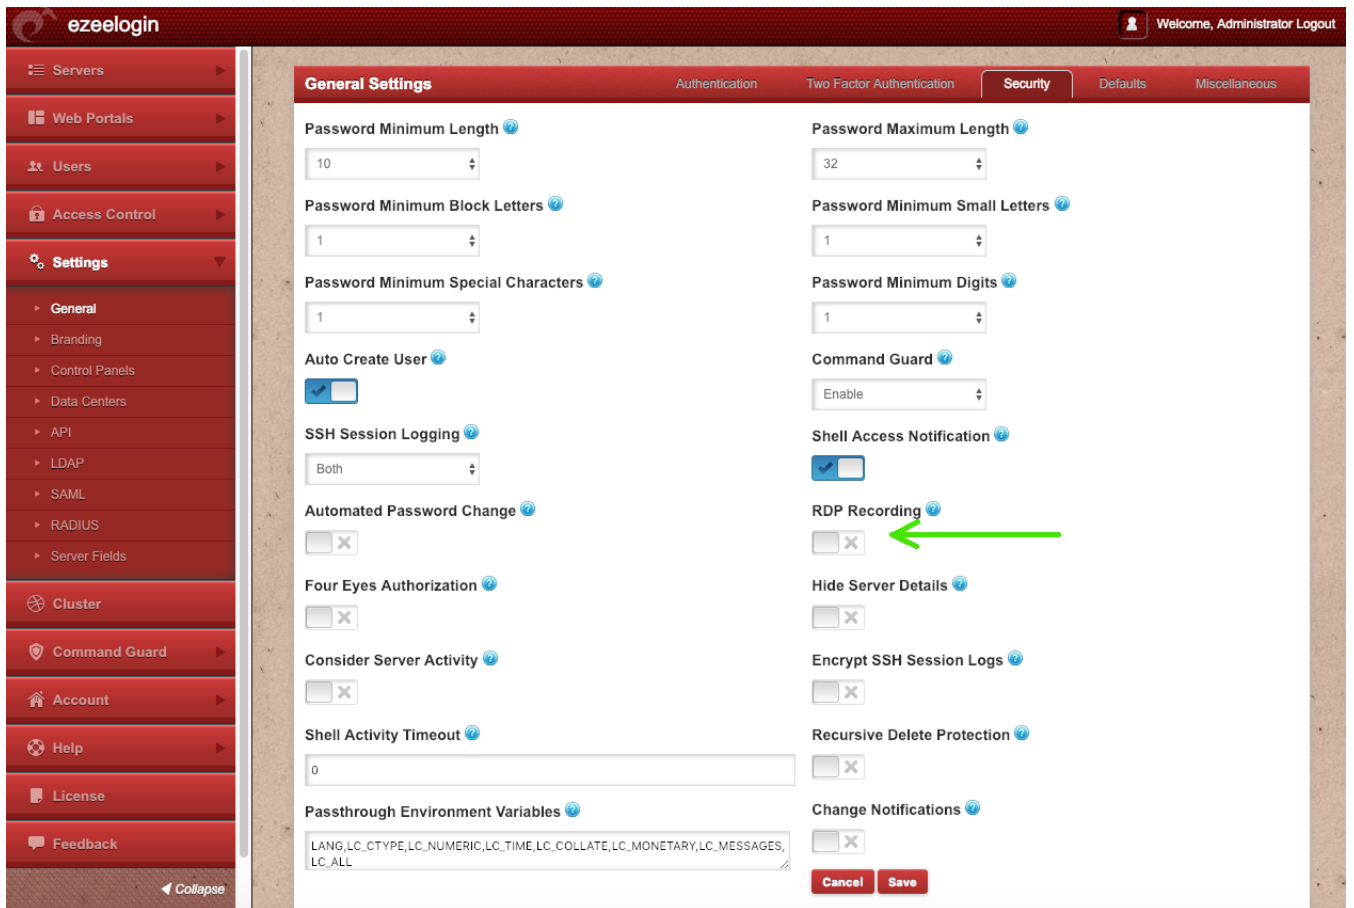 ezeelogin
Welcome, Administrator Logout
Servers
Web Portals
Users
Access Control
Settings
General
Branding
Control Panels
Data Centers
API
LDAP
SAML
RADIUS
Server Fields
Cluster
Command Guard
Account
Help
License
Feedback
Collapse
General Settings
Authentication
Two Factor Authentication
Security
Defaults
Miscellaneous
Password Minimum Length
10
Password Maximum Length
32
Password Minimum Block Letters
1
Password Minimum Small Letters
1
Password Minimum Special Characters
1
Password Minimum Digits
1
Auto Create User
Command Guard
Enable
SSH Session Logging
Both
Shell Access Notification
Automated Password Change
RDP Recording
Four Eyes Authorization
Hide Server Details
Consider Server Activity
Encrypt SSH Session Logs
Shell Activity Timeout
0
Recursive Delete Protection
Passthrough Environment Variables
LANG,LC_CTYPE,LC_NUMERIC,LC_TIME,LC_COLLATE,LC_MONETARY,LC_MESSAGES,
LC_ALL
Change Notifications
Cancel
Save